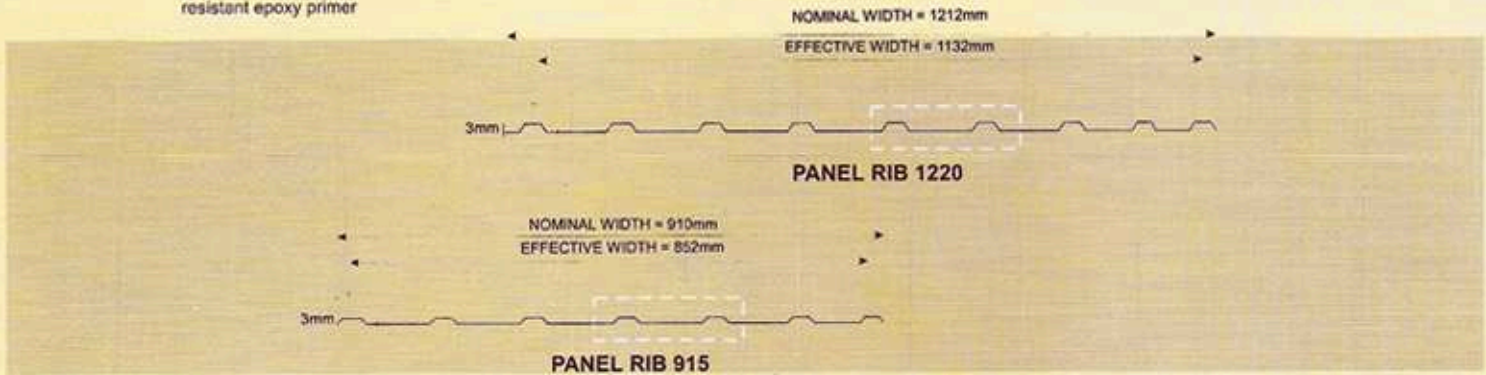 resistant epoxy primer
NOMINAL WIDTH = 1212mm
EFFECTIVE WIDTH = 1132mm
3mm
PANEL RIB 1220
NOMINAL WIDTH = 910mm
EFFECTIVE WIDTH = 852mm
3mm
PANEL RIB 915